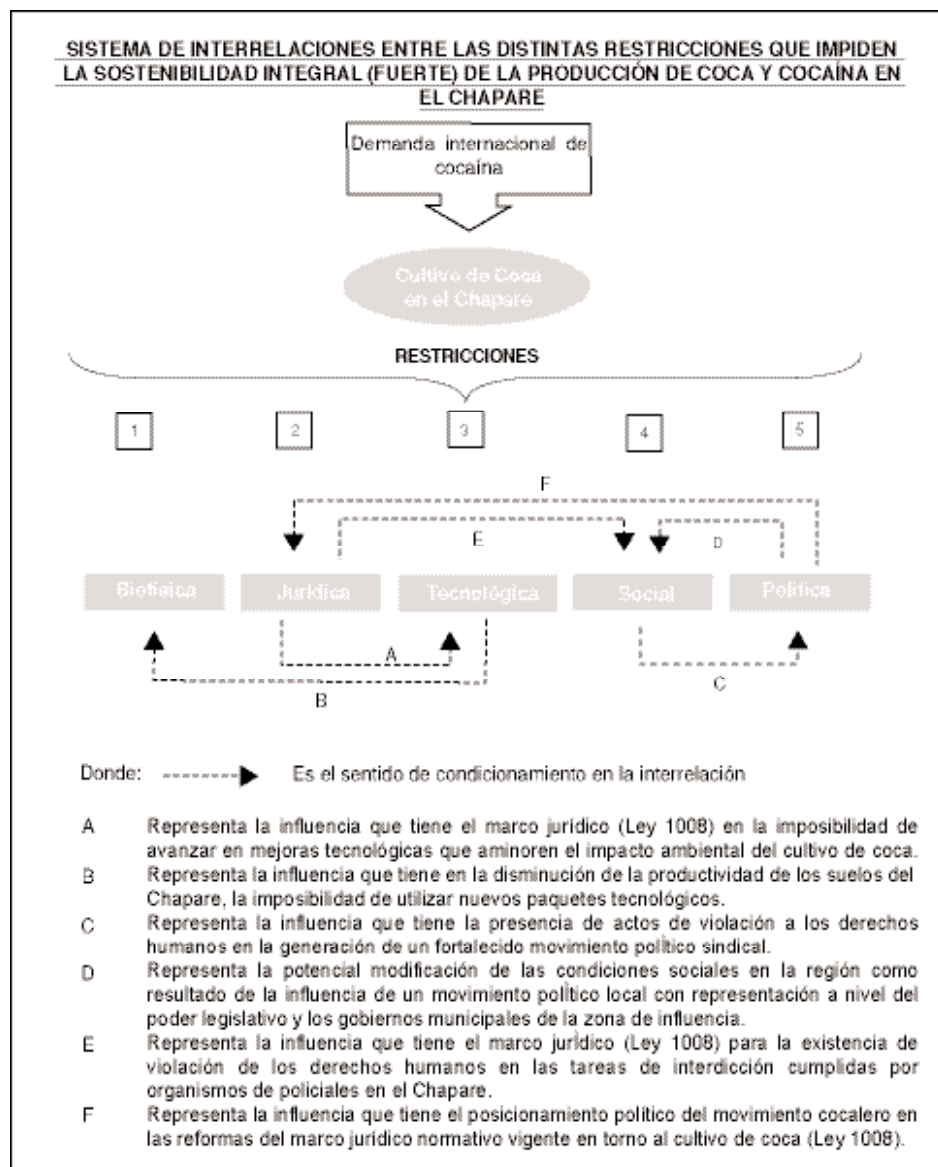 SISTEMA DE INTERRELACIONES ENTRE LAS DISTINTAS RESTRICCIONES QUE IMPIDEN
LA SOSTENIBILIDAD INTEGRAL (FUERTE) DE LA PRODUCCIÓN DE COCA Y COCAÍNA EN
EL CHAPARE
Demanda internacional de
cocaína
Cultivo de Coca
en el Chapare
RESTRICCIONES
1 2 3 4 5
F
E D
Biofísica Jurídica Tecnológica Social Política
A
B C
Donde: Es el sentido de condicionamiento en la interrelación
A Representa la influencia que tiene el marco jurídico (Ley 1008) en la imposibilidad de
avanzar en mejoras tecnológicas que aminoren el impacto ambiental del cultivo de coca.
B Representa la influencia que tiene en la disminución de la productividad de los suelos del
Chapare, la imposibilidad de utilizar nuevos paquetes tecnológicos.
C Representa la influencia que tiene la presencia de actos de violación a los derechos
humanos en la generación de un fortalecido movimiento político sindical.
D Representa la potencial modificación de las condiciones sociales en la región como
resultado de la influencia de un movimiento político local con representación a nivel del
poder legislativo y los gobiernos municipales de la zona de influencia.
E Representa la influencia que tiene el marco jurídico (Ley 1008) para la existencia de
violación de los derechos humanos en las tareas de interdicción cumplidas por
organismos de policiales en el Chapare.
F Representa la influencia que tiene el posicionamiento político del movimiento cocalero en
las reformas del marco jurídico normativo vigente en torno al cultivo de coca (Ley 1008).